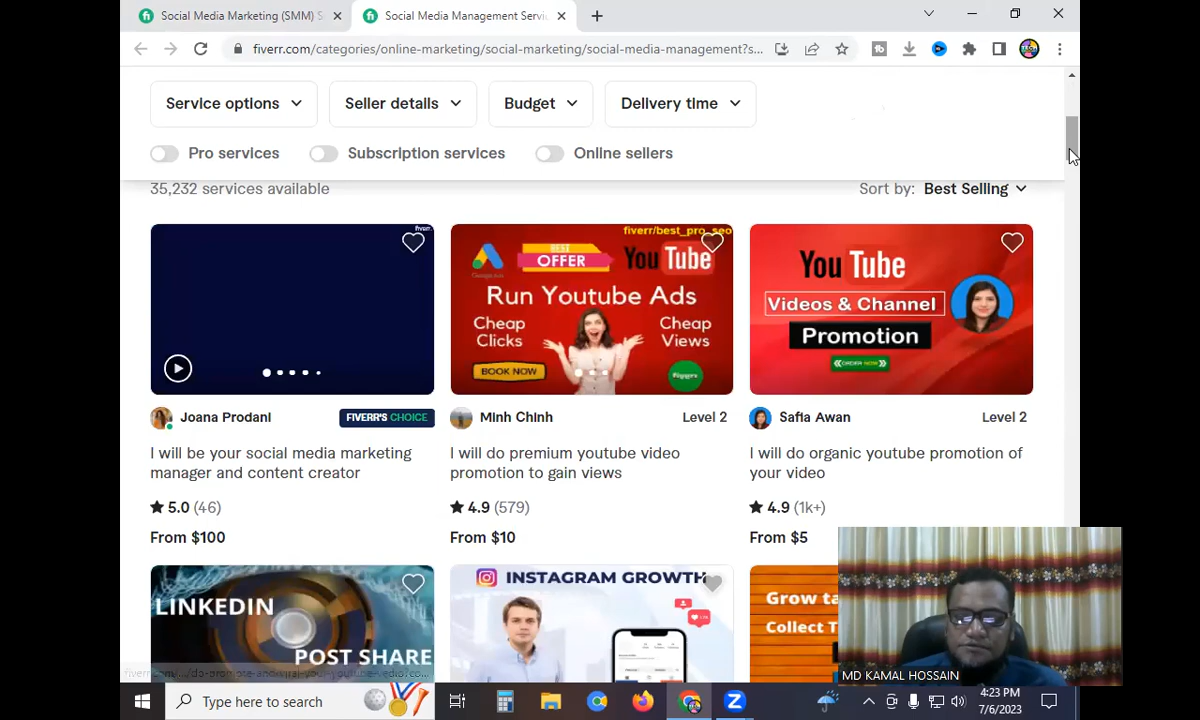 Social Media Marketing (SMM) S
Social Media Management Servi
fiverr.com/categories/online-marketing/social-marketing/social-media-management?s...
Service options
Seller details
Budget
Delivery time
Pro services
Subscription services
Online sellers
35,232 services available
Sort by: Best Selling
fiverr.
fiverr/best_pro_seo
BEST
OFFER
YouTube
Google Ads
Run Youtube Ads
Cheap
Clicks
Cheap
Views
BOOK NOW
fiverr
YouTube
Videos & Channel
Promotion
ORDER NOW
Joana Prodani
FIVERR'S CHOICE
Minh Chinh
Level 2
Safia Awan
Level 2
I will be your social media marketing
manager and content creator
I will do premium youtube video
promotion to gain views
I will do organic youtube promotion of
your video
5.0 (46)
4.9 (579)
4.9 (1k+)
From $100
From $10
From $5
LINKEDIN
POST SHARE
INSTAGRAM GROWTH
Grow ta
Collect T
MD KAMAL HOSSAIN
Type here to search
4:23 PM
7/6/2023